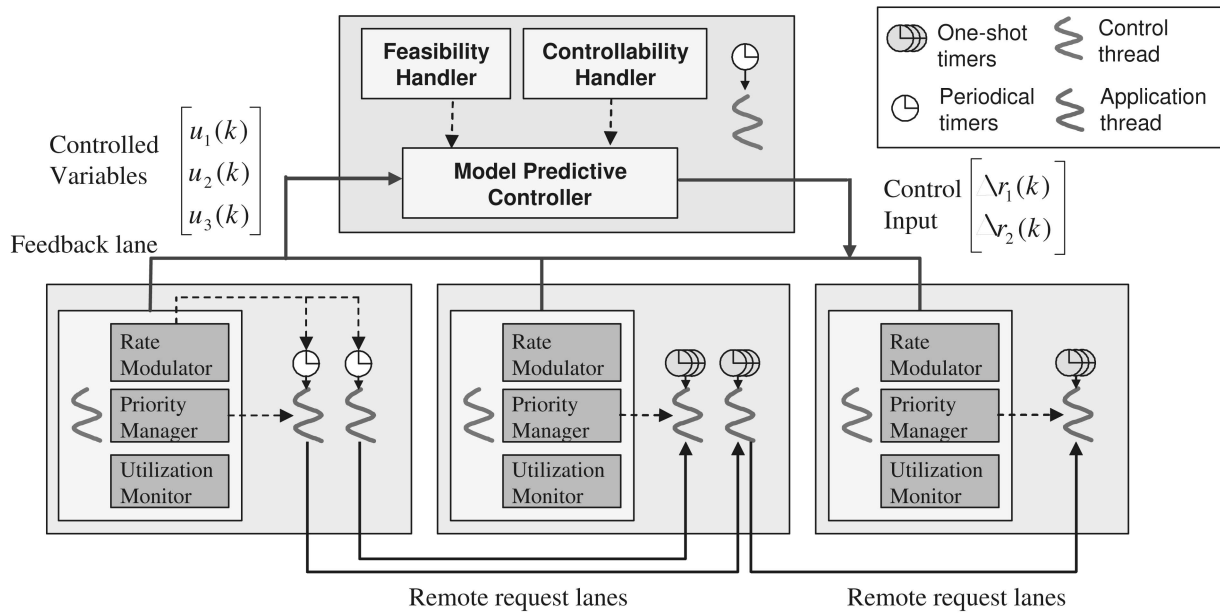 Feasibility
Handler
Controllability
Handler
Model Predictive
Controller
One-shot
timers
Control
thread
Periodical
timers
Application
thread
Controlled
Variables
u₁(k)
u₂(k)
u₃(k)
Control
Input
△r₁(k)
△r₂(k)
Feedback lane
Rate
Modulator
Priority
Manager
Utilization
Monitor
Rate
Modulator
Priority
Manager
Utilization
Monitor
Rate
Modulator
Priority
Manager
Utilization
Monitor
Remote request lanes
Remote request lanes